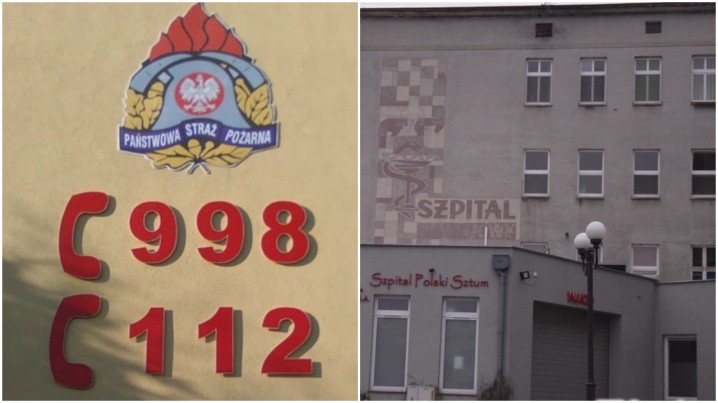 PAŃSTWOWA STRAŻ POŻARNA
998
112
SZPITAL
Szpital Polski Sztum